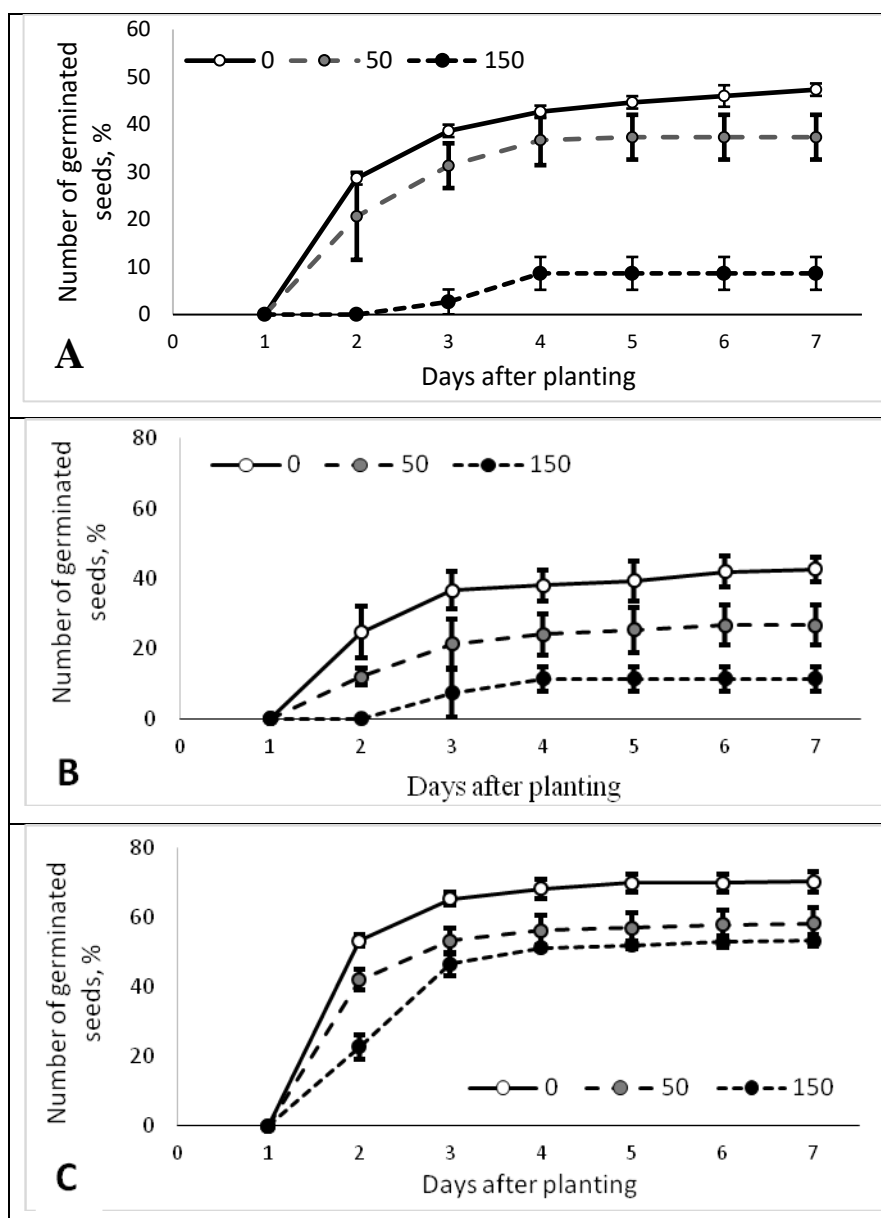 60
50
40
30
20
10
0
Number of germinated
seeds, %
0 50 150
0 1 2 3 4 5 6 7
Days after planting
A
80
60
40
20
0
Number of germinated
seeds, %
0 50 150
0 1 2 3 4 5 6 7
Days after planting
B
80
60
40
20
0
Number of germinated
seeds, %
0 50 150
0 1 2 3 4 5 6 7
Days after planting
C